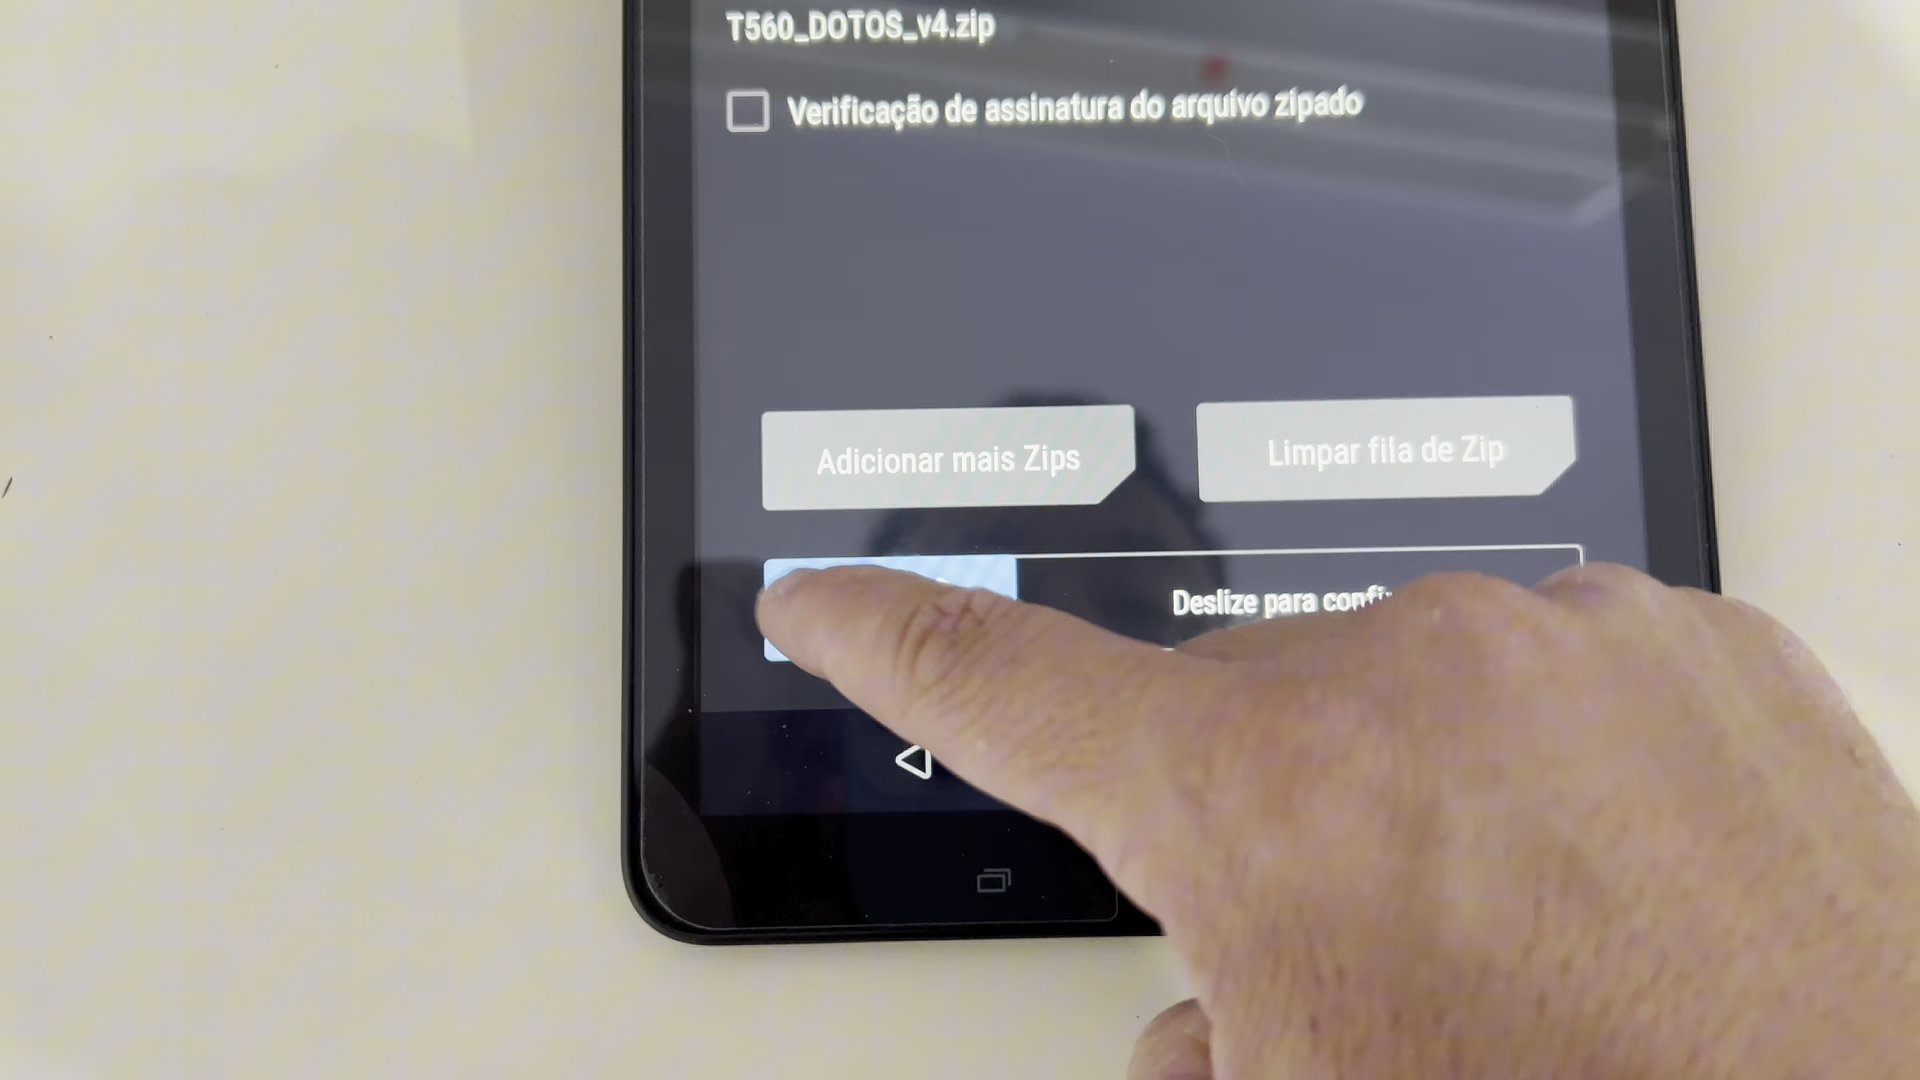 T560_DOTOS_v4.zip
Verificação de assinatura do arquivo zipado
Adicionar mais Zips
Limpar fila de Zip
Deslize para